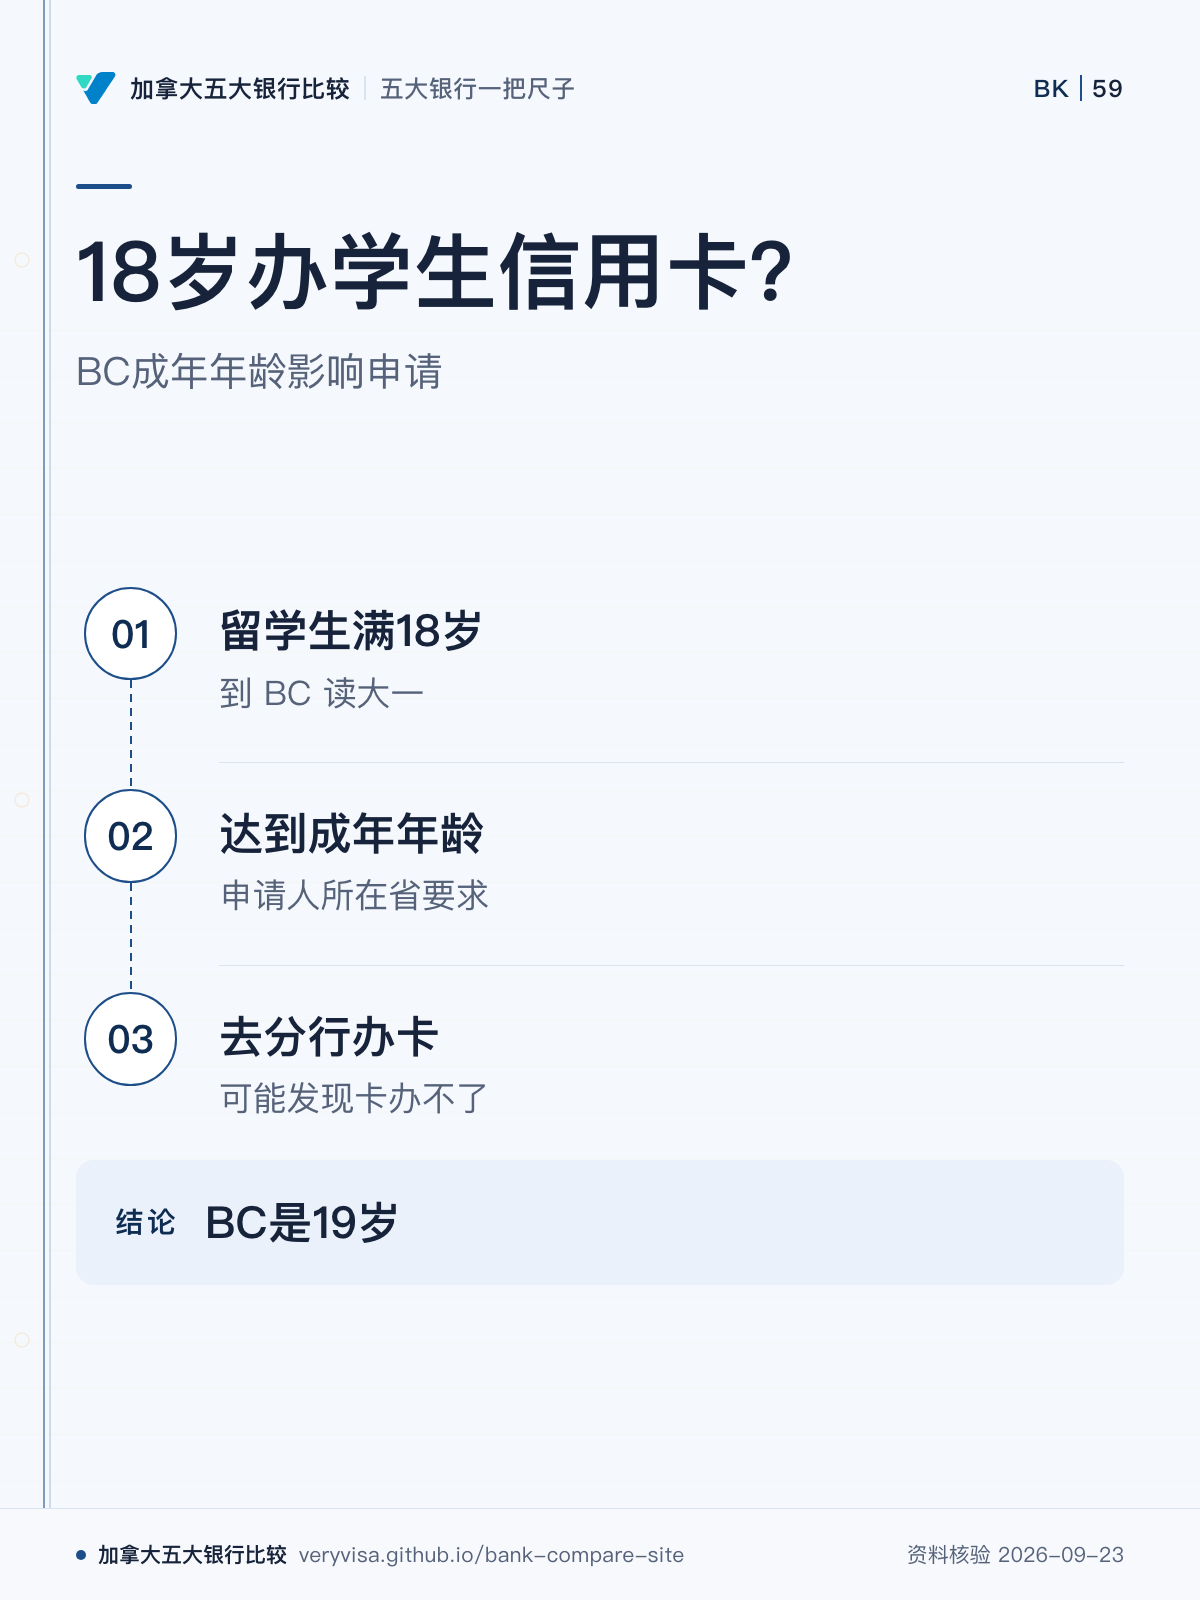 加拿大五大银行比较 五大银行一把尺子 BK 59
18岁办学生信用卡?
BC成年年龄影响申请
01 留学生满18岁
到 BC 读大一
02 达到成年年龄
申请人所在省要求
03 去分行办卡
可能发现卡办不了
结论 BC是19岁
加拿大五大银行比较 veryvisa.github.io/bank-compare-site 资料核验 2026-09-23